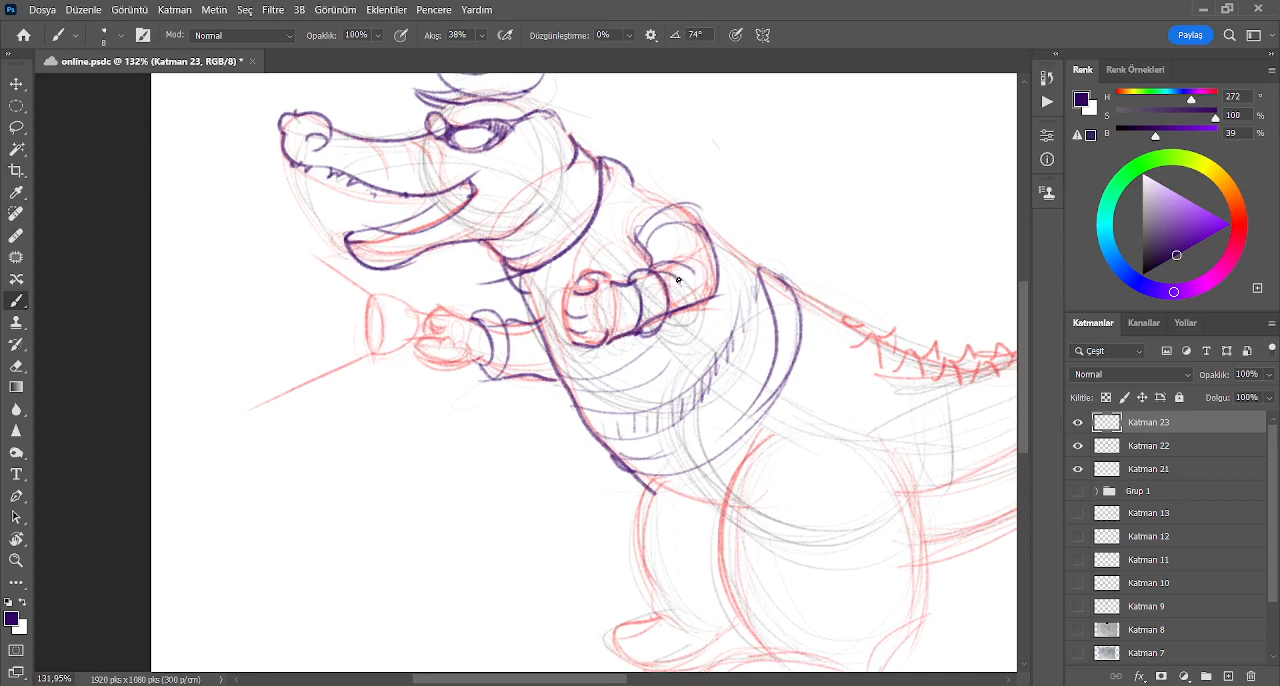 Ps Dosya Düzenle Görüntü Katman Metin Seç Filtre 3B Görünüm Eklentiler Pencere Yardım
8 Mod: Normal Opaklık: 100% Akış: 38% Düzgünleştirme: 0% 74° Paylaş
online.psdc @ 132% (Katman 23, RGB/8) *
Renk Renk Örnekleri
H 272 °
S 100 %
B 39 %
Katmanlar Kanallar Yollar
Çeşit
Normal Opaklık: 100%
Kilitle: Dolgu: 100%
Katman 23
Katman 22
Katman 21
Grup 1
Katman 13
Katman 12
Katman 11
Katman 10
Katman 9
Katman 8
Katman 7
131,95% 1920 pks x 1080 pks (300 p/cm)